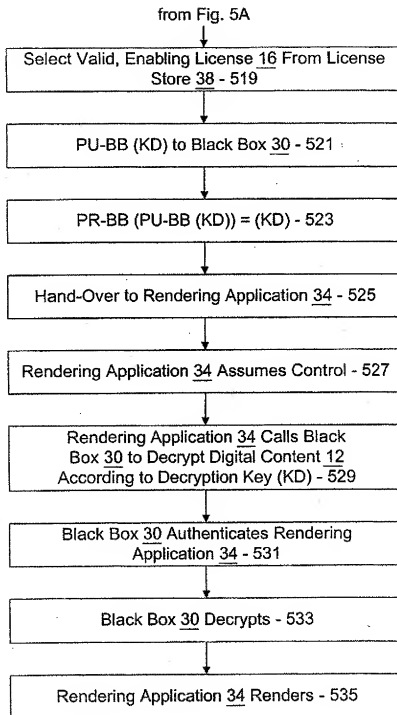 from Fig. 5A
Select Valid, Enabling License 16 From License
Store 38 - 519
PU-BB (KD) to Black Box 30 - 521
PR-BB (PU-BB (KD)) = (KD) - 523
Hand-Over to Rendering Application 34 - 525
Rendering Application 34 Assumes Control - 527
Rendering Application 34 Calls Black
Box 30 to Decrypt Digital Content 12
According to Decryption Key (KD) - 529
Black Box 30 Authenticates Rendering
Application 34 - 531
Black Box 30 Decrypts - 533
Rendering Application 34 Renders - 535